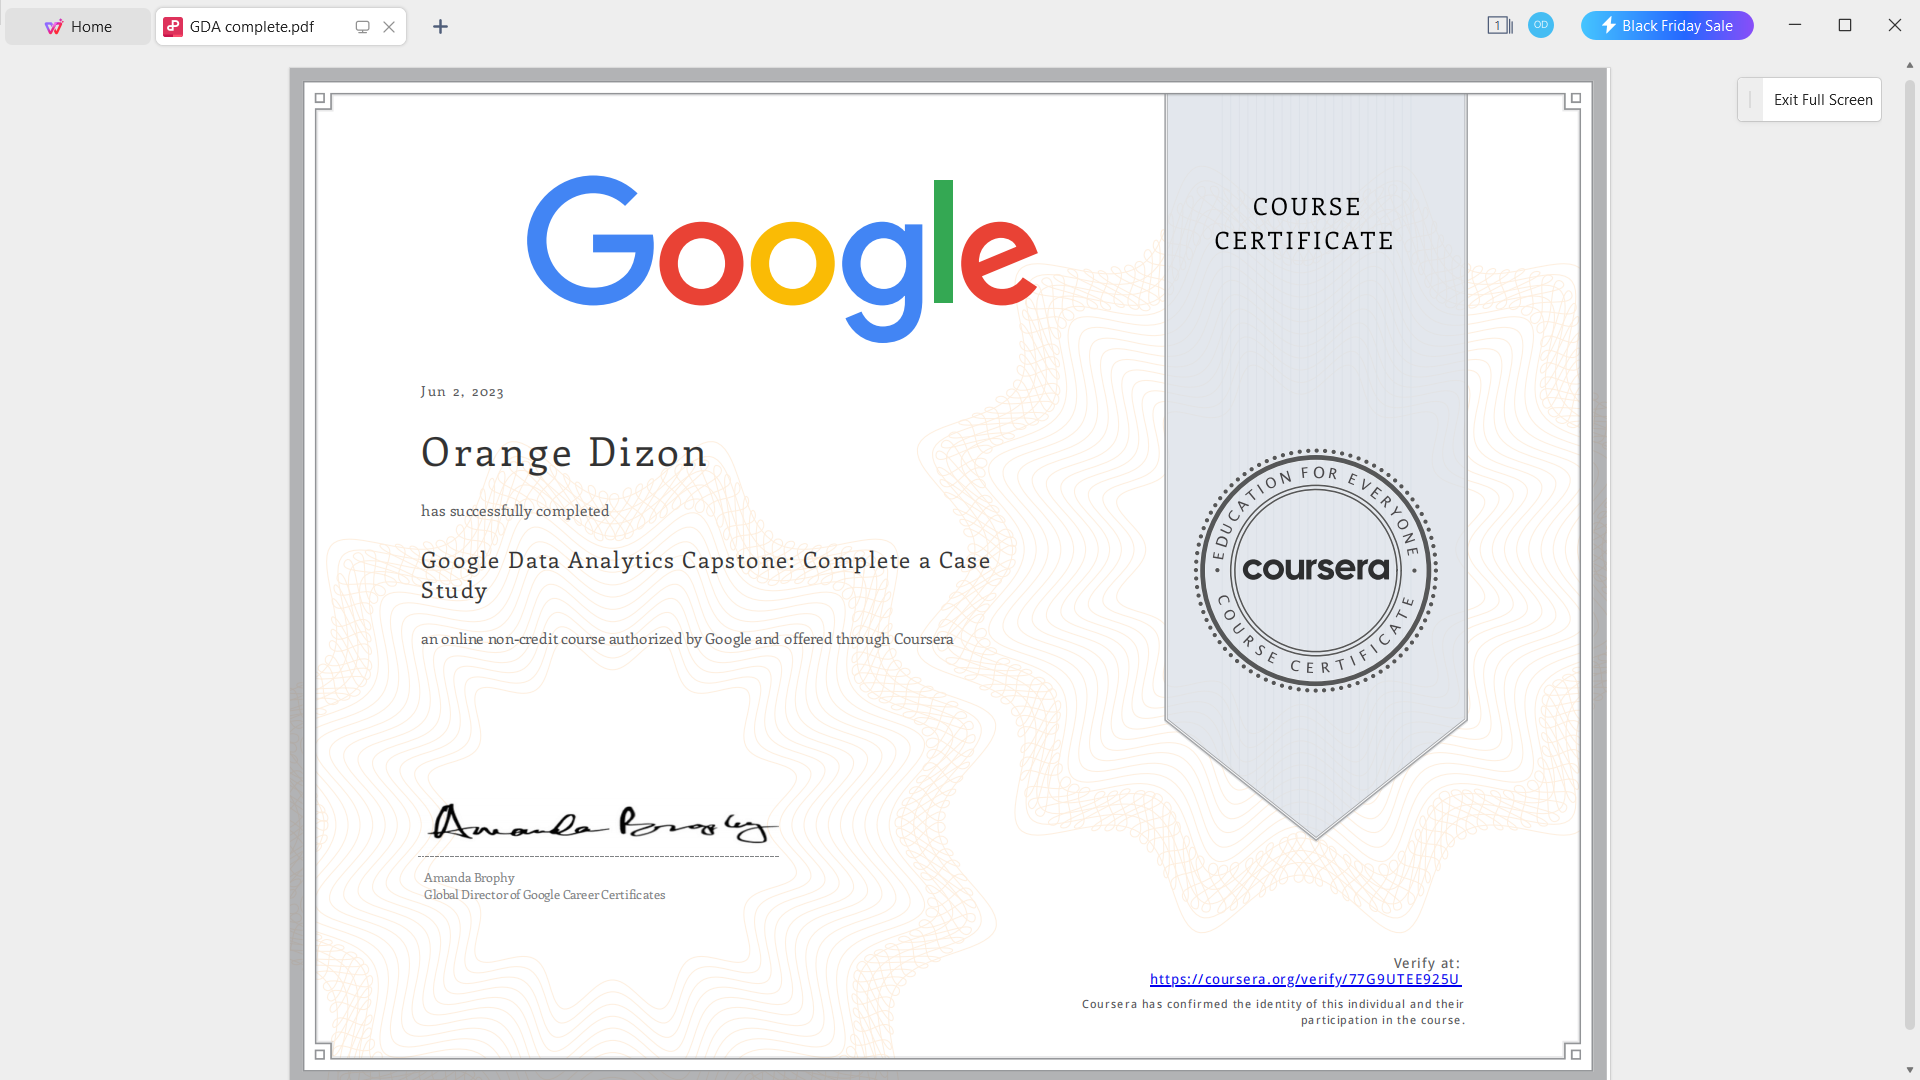 Home
GDA complete.pdf
1
OD
Black Friday Sale
Exit Full Screen
Google
COURSE
CERTIFICATE
Jun 2, 2023
Orange Dizon
has successfully completed
Google Data Analytics Capstone: Complete a Case
Study
an online non-credit course authorized by Google and offered through Coursera
EDUCATION FOR EVERYONE
coursera
COURSE CERTIFICATE
Amanda Brophy
Amanda Brophy
Global Director of Google Career Certificates
Verify at:
https://coursera.org/verify/77G9UTEE925U
Coursera has confirmed the identity of this individual and their
participation in the course.